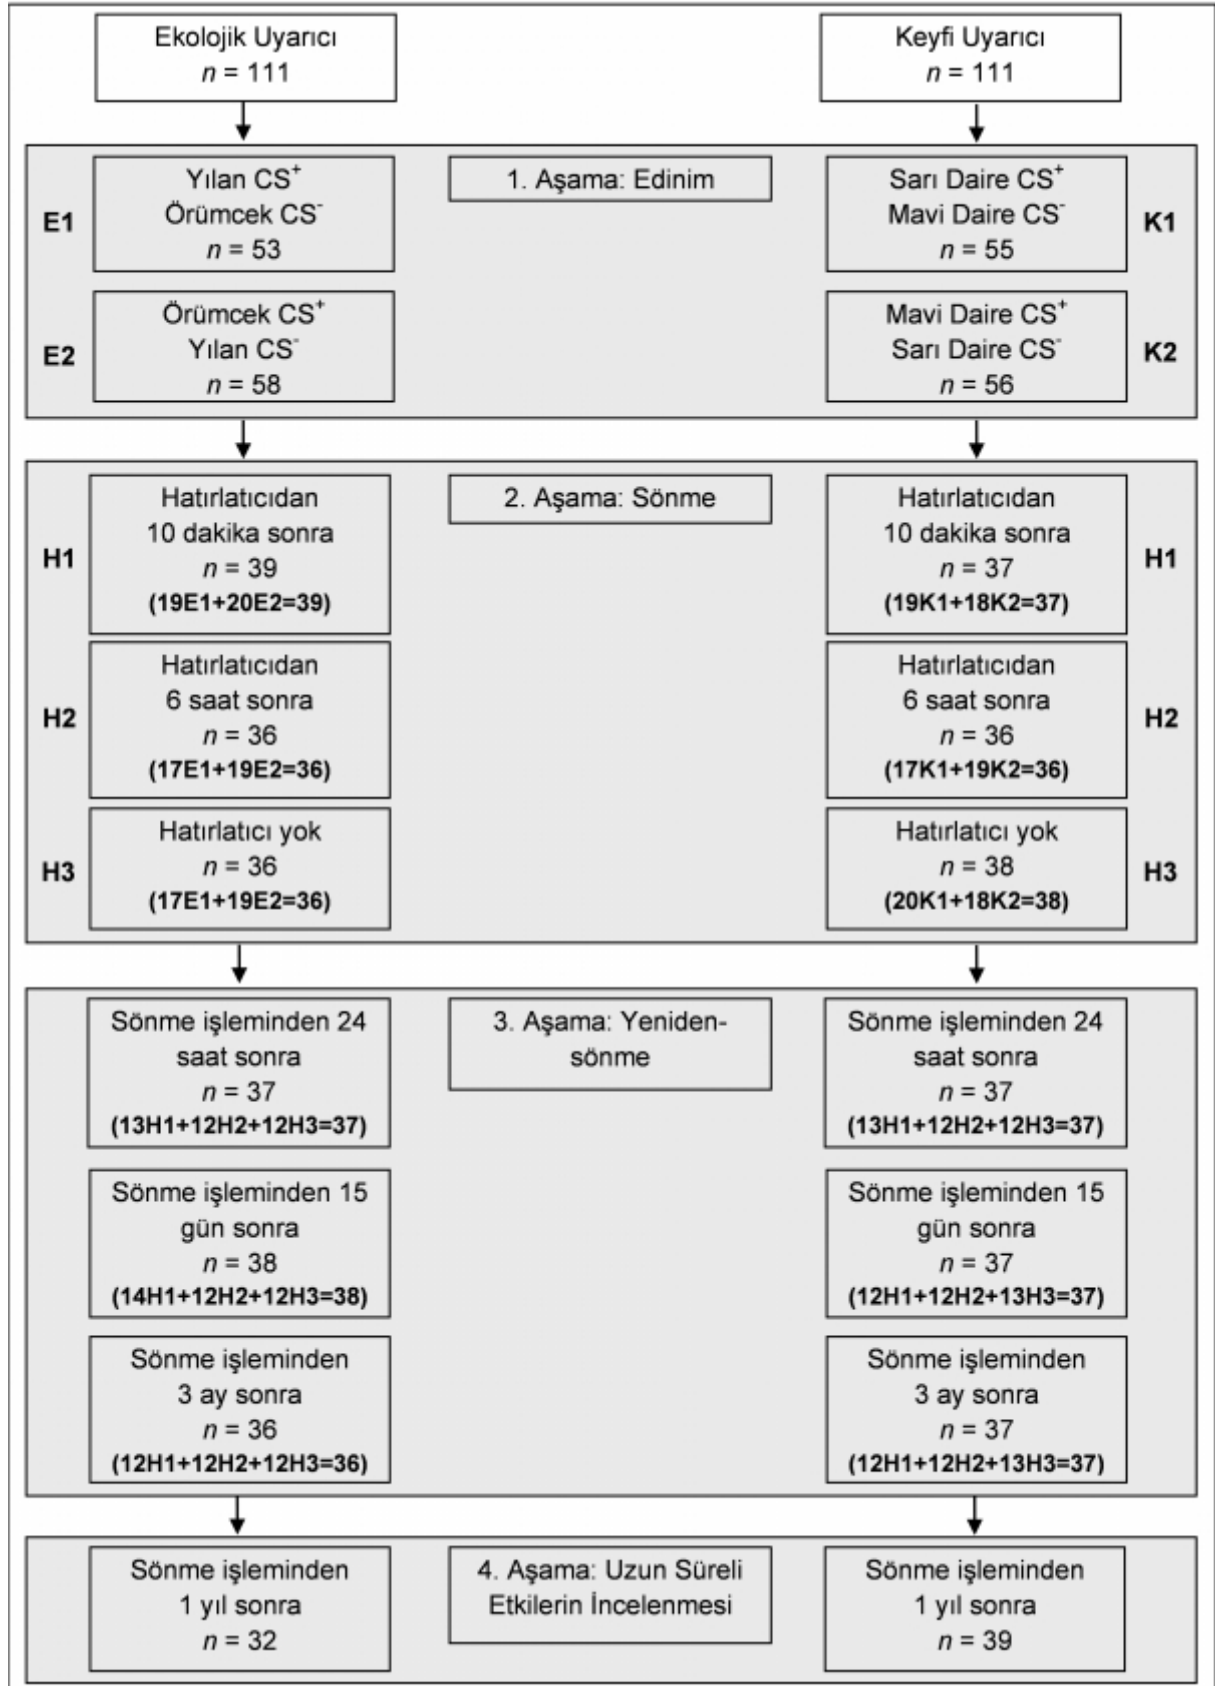 Ekolojik Uyarıcı
n = 111
Keyfi Uyarıcı
n = 111
E1
Yılan CS+
Örümcek CS-
n = 53
1. Aşama: Edinim
Sarı Daire CS+
Mavi Daire CS-
n = 55
K1
E2
Örümcek CS+
Yılan CS-
n = 58
Mavi Daire CS+
Sarı Daire CS-
n = 56
K2
H1
Hatırlatıcıdan
10 dakika sonra
n = 39
(19E1+20E2=39)
2. Aşama: Sönme
Hatırlatıcıdan
10 dakika sonra
n = 37
(19K1+18K2=37)
H1
H2
Hatırlatıcıdan
6 saat sonra
n = 36
(17E1+19E2=36)
Hatırlatıcıdan
6 saat sonra
n = 36
(17K1+19K2=36)
H2
H3
Hatırlatıcı yok
n = 36
(17E1+19E2=36)
Hatırlatıcı yok
n = 38
(20K1+18K2=38)
H3
Sönme işleminden 24
saat sonra
n = 37
(13H1+12H2+12H3=37)
3. Aşama: Yeniden-
sönme
Sönme işleminden 24
saat sonra
n = 37
(13H1+12H2+12H3=37)
Sönme işleminden 15
gün sonra
n = 38
(14H1+12H2+12H3=38)
Sönme işleminden 15
gün sonra
n = 37
(12H1+12H2+13H3=37)
Sönme işleminden
3 ay sonra
n = 36
(12H1+12H2+12H3=36)
Sönme işleminden
3 ay sonra
n = 37
(12H1+12H2+13H3=37)
Sönme işleminden
1 yıl sonra
n = 32
4. Aşama: Uzun Süreli
Etkilerin İncelenmesi
Sönme işleminden
1 yıl sonra
n = 39